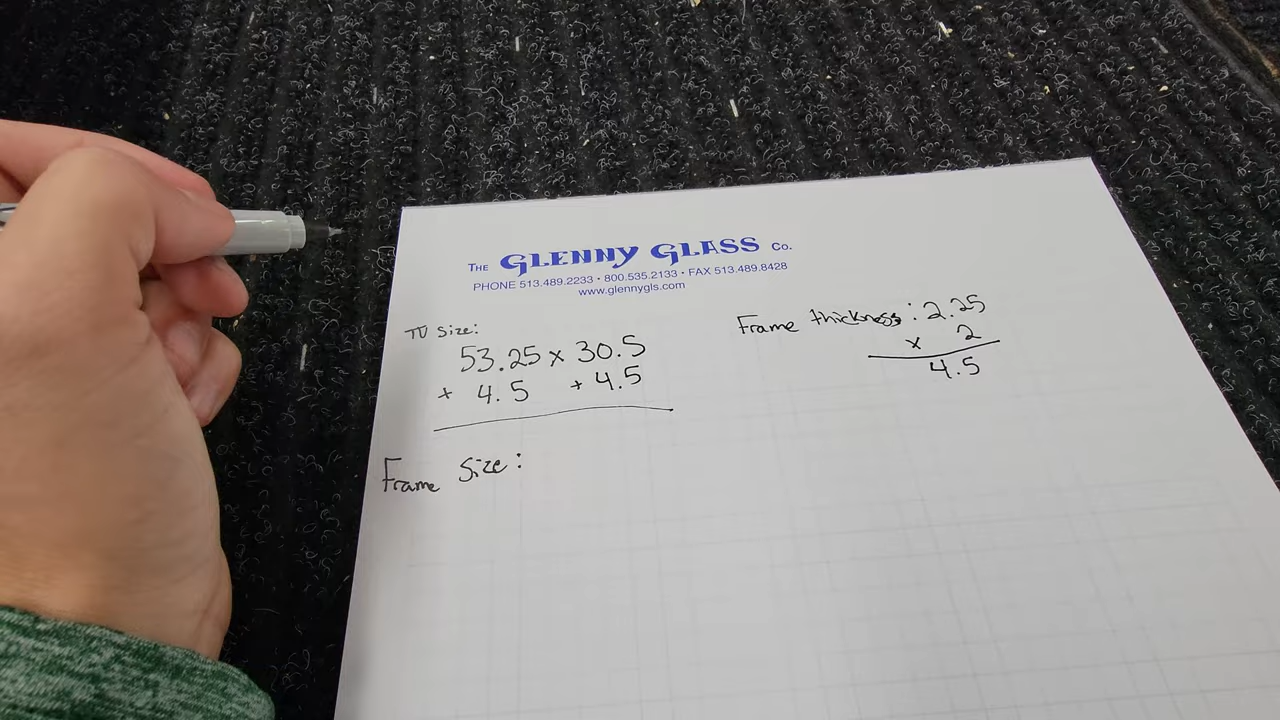 THE GLENNY GLASS Co.
PHONE 513.489.2233 • 800.535.2133 • FAX 513.489.8428
www.glennygls.com
TV Size:
53.25 x 30.5
+ 4.5 + 4.5
Frame Size:
Frame thickness: 2.25
x 2
4.5